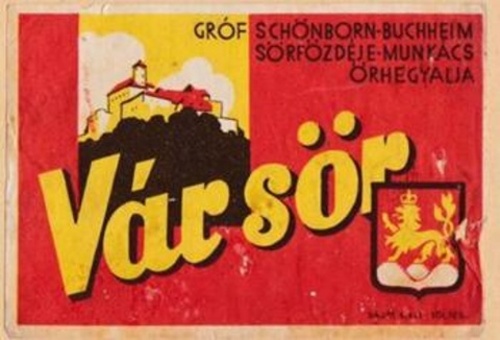 GRÓF SCHÖNBORN-BUCHHEIM
SÖRFŐZDÉJE-MUNKÁCS
ŐRHEGYALJA
Vársör